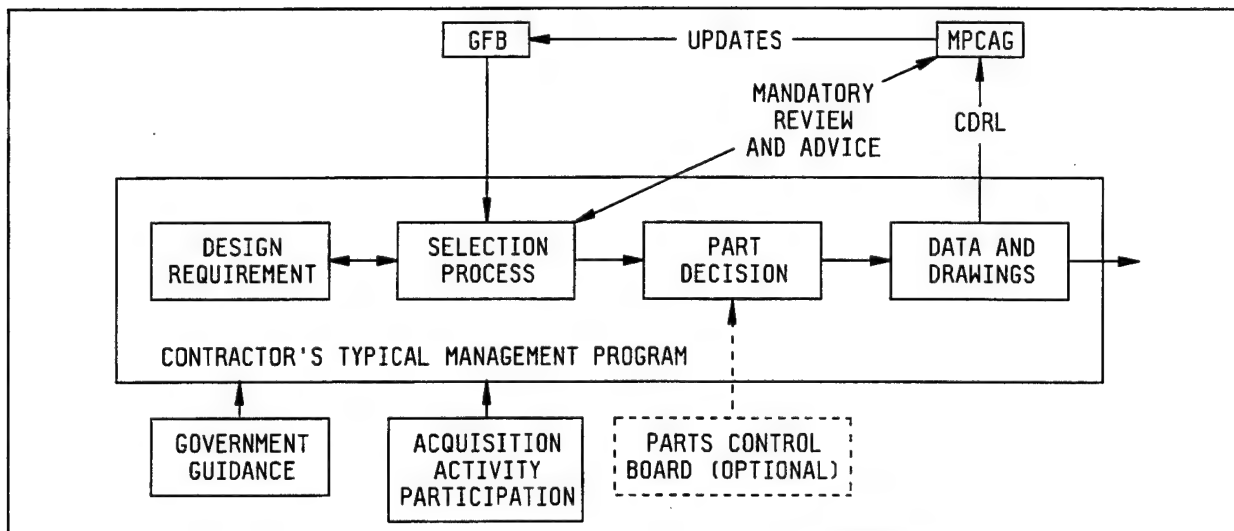 GFB
UPDATES
MPCAG
MANDATORY
REVIEW
AND ADVICE
CDRL
DESIGN
REQUIREMENT
SELECTION
PROCESS
PART
DECISION
DATA AND
DRAWINGS
CONTRACTOR'S TYPICAL MANAGEMENT PROGRAM
GOVERNMENT
GUIDANCE
ACQUISITION
ACTIVITY
PARTICIPATION
PARTS CONTROL
BOARD (OPTIONAL)